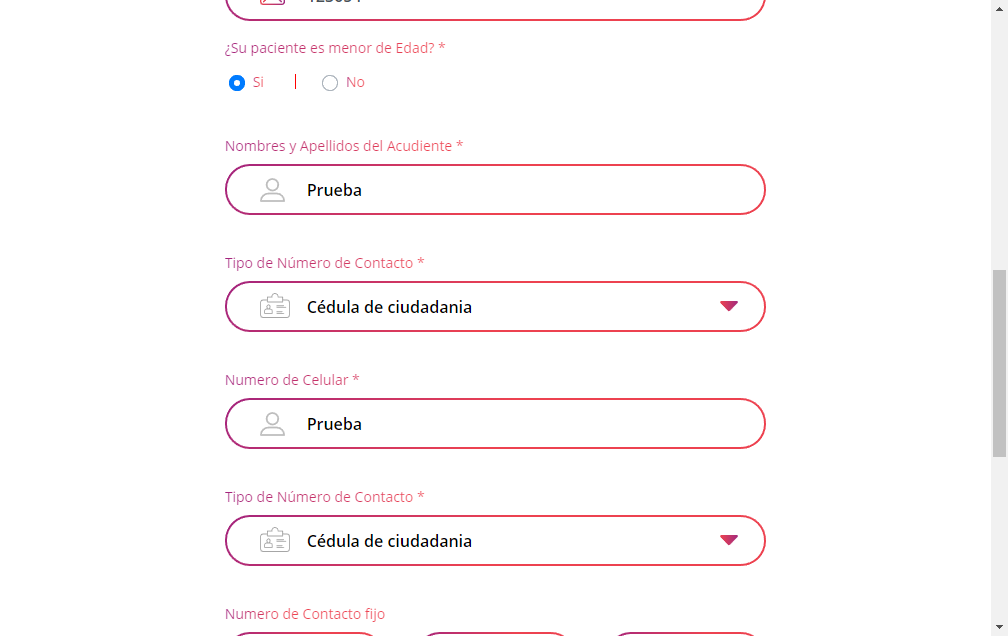 ¿Su paciente es menor de Edad? *
Si | No
Nombres y Apellidos del Acudiente *
Prueba
Tipo de Número de Contacto *
Cédula de ciudadania
Numero de Celular *
Prueba
Tipo de Número de Contacto *
Cédula de ciudadania
Numero de Contacto fijo